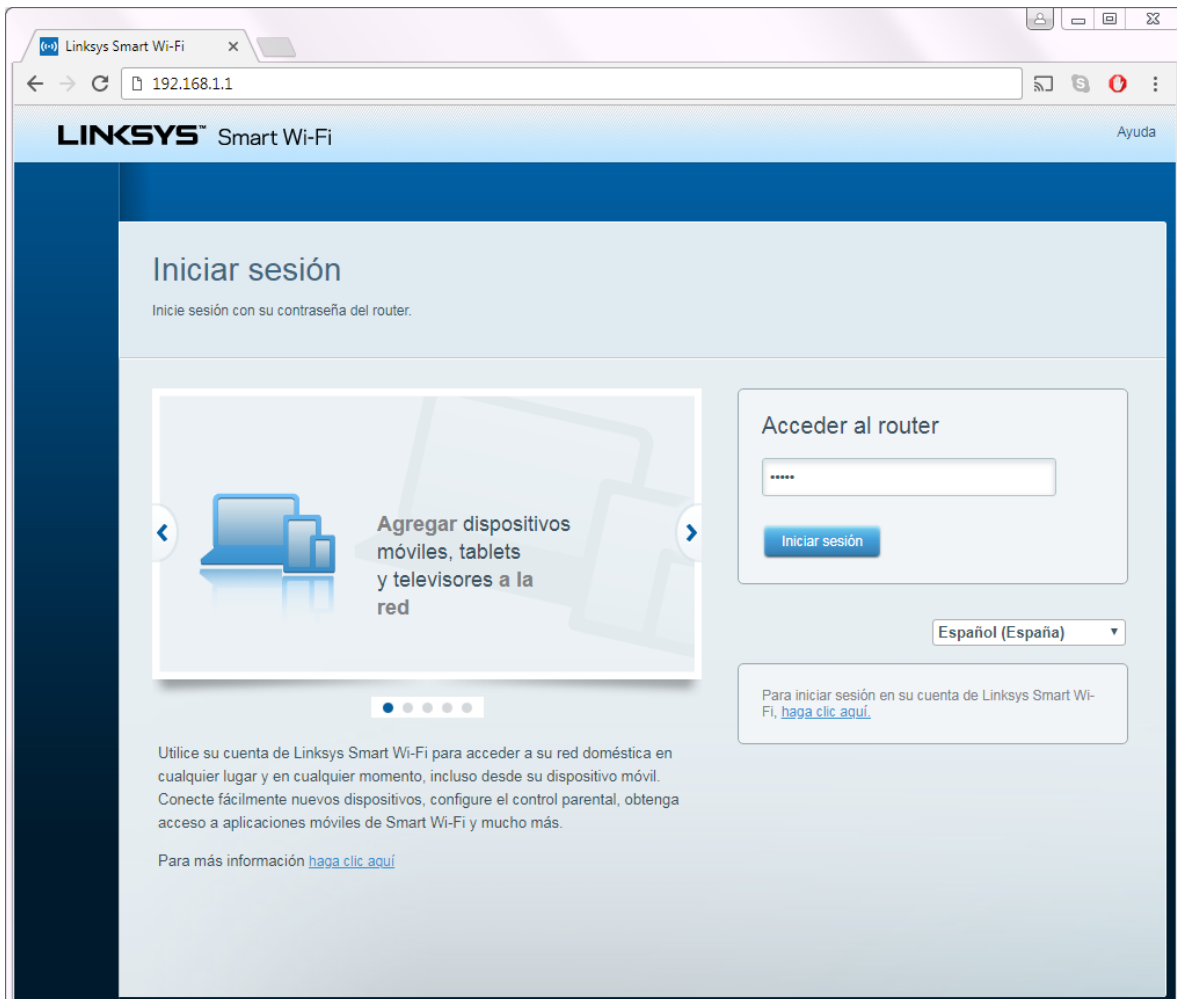 Linksys Smart Wi-Fi
192.168.1.1
LINKSYS™ Smart Wi-Fi
Ayuda
Iniciar sesión
Inicie sesión con su contraseña del router.
Agregar dispositivos
móviles, tablets
y televisores a la
red
Acceder al router
•••••
Iniciar sesión
Español (España)
Para iniciar sesión en su cuenta de Linksys Smart Wi-
Fi, haga clic aquí.
Utilice su cuenta de Linksys Smart Wi-Fi para acceder a su red doméstica en
cualquier lugar y en cualquier momento, incluso desde su dispositivo móvil.
Conecte fácilmente nuevos dispositivos, configure el control parental, obtenga
acceso a aplicaciones móviles de Smart Wi-Fi y mucho más.
Para más información haga clic aquí